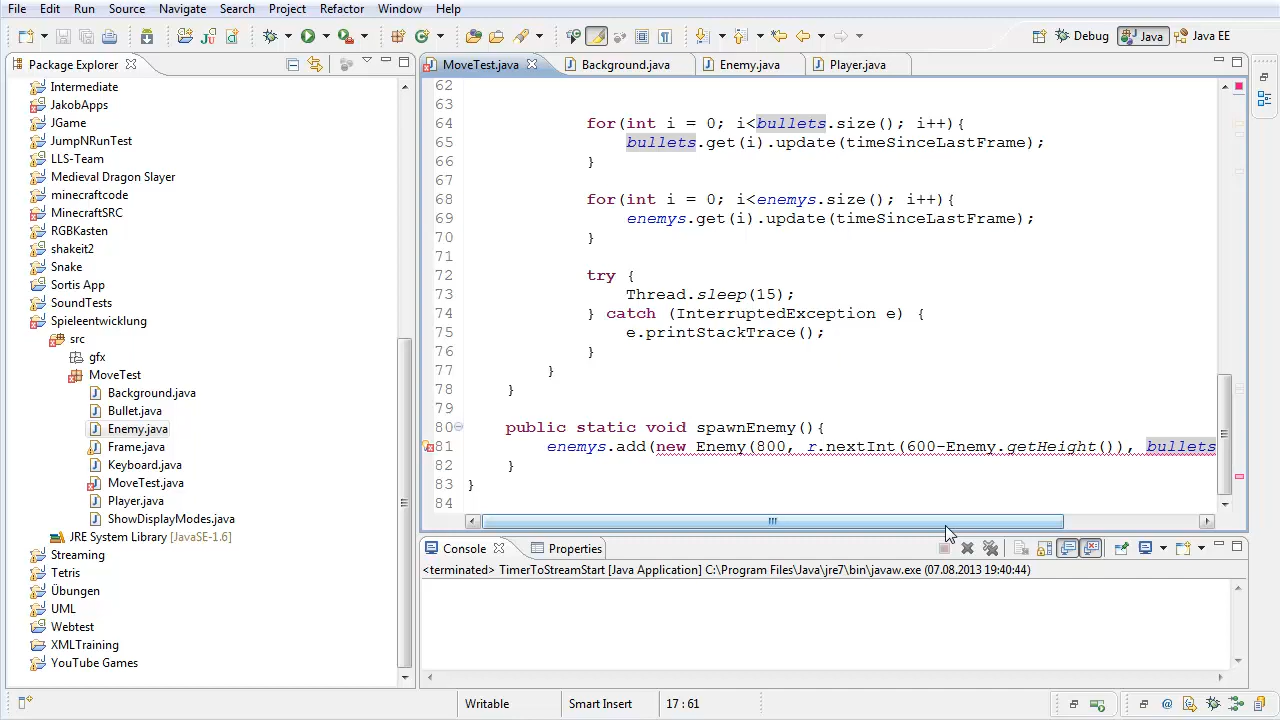 File Edit Run Source Navigate Search Project Refactor Window Help
Debug Java Java EE
Package Explorer
Intermediate
JakobApps
JGame
JumpNRunTest
LLS-Team
Medieval Dragon Slayer
minecraftcode
MinecraftSRC
RGBKasten
shakeit2
Snake
Sortis App
SoundTests
Spieleentwicklung
src
gfx
MoveTest
Background.java
Bullet.java
Enemy.java
Frame.java
Keyboard.java
MoveTest.java
Player.java
ShowDisplayModes.java
JRE System Library [JavaSE-1.6]
Streaming
Tetris
Übungen
UML
Webtest
XMLTraining
YouTube Games
MoveTest.java Background.java Enemy.java Player.java
62
63
64 for(int i = 0; i<bullets.size(); i++){
65 bullets.get(i).update(timeSinceLastFrame);
66 }
67
68 for(int i = 0; i<enemys.size(); i++){
69 enemys.get(i).update(timeSinceLastFrame);
70 }
71
72 try {
73 Thread.sleep(15);
74 } catch (InterruptedException e) {
75 e.printStackTrace();
76 }
77 }
78 }
79
80 public static void spawnEnemy(){
81 enemys.add(new Enemy(800, r.nextInt(600-Enemy.getHeight()), bullets
82 }
83 }
84
Console Properties
<terminated> TimerToStreamStart [Java Application] C:\Program Files\Java\jre7\bin\javaw.exe (07.08.2013 19:40:44)
Writable Smart Insert 17 : 61